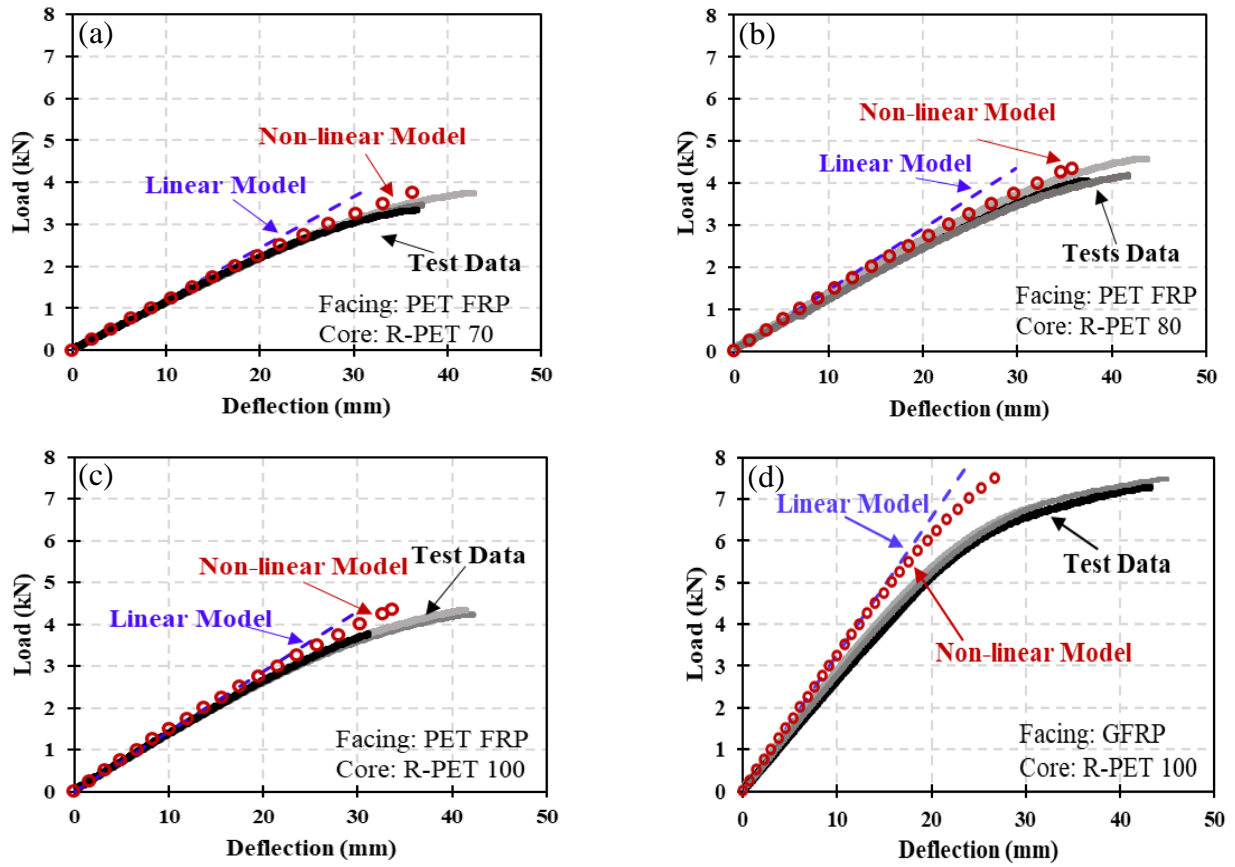 (a)
8
7
6
5
4
3
2
1
0
Load (kN)
Non-linear Model
Linear Model
Test Data
Facing: PET FRP
Core: R-PET 70
0 10 20 30 40 50
Deflection (mm)
(b)
8
7
6
5
4
3
2
1
0
Load (kN)
Non-linear Model
Linear Model
Tests Data
Facing: PET FRP
Core: R-PET 80
0 10 20 30 40 50
Deflection (mm)
(c)
8
7
6
5
4
3
2
1
0
Load (kN)
Test Data
Non-linear Model
Linear Model
Facing: PET FRP
Core: R-PET 100
0 10 20 30 40 50
Deflection (mm)
(d)
8
7
6
5
4
3
2
1
0
Load (kN)
Linear Model
Test Data
Non-linear Model
Facing: GFRP
Core: R-PET 100
0 10 20 30 40 50
Deflection (mm)